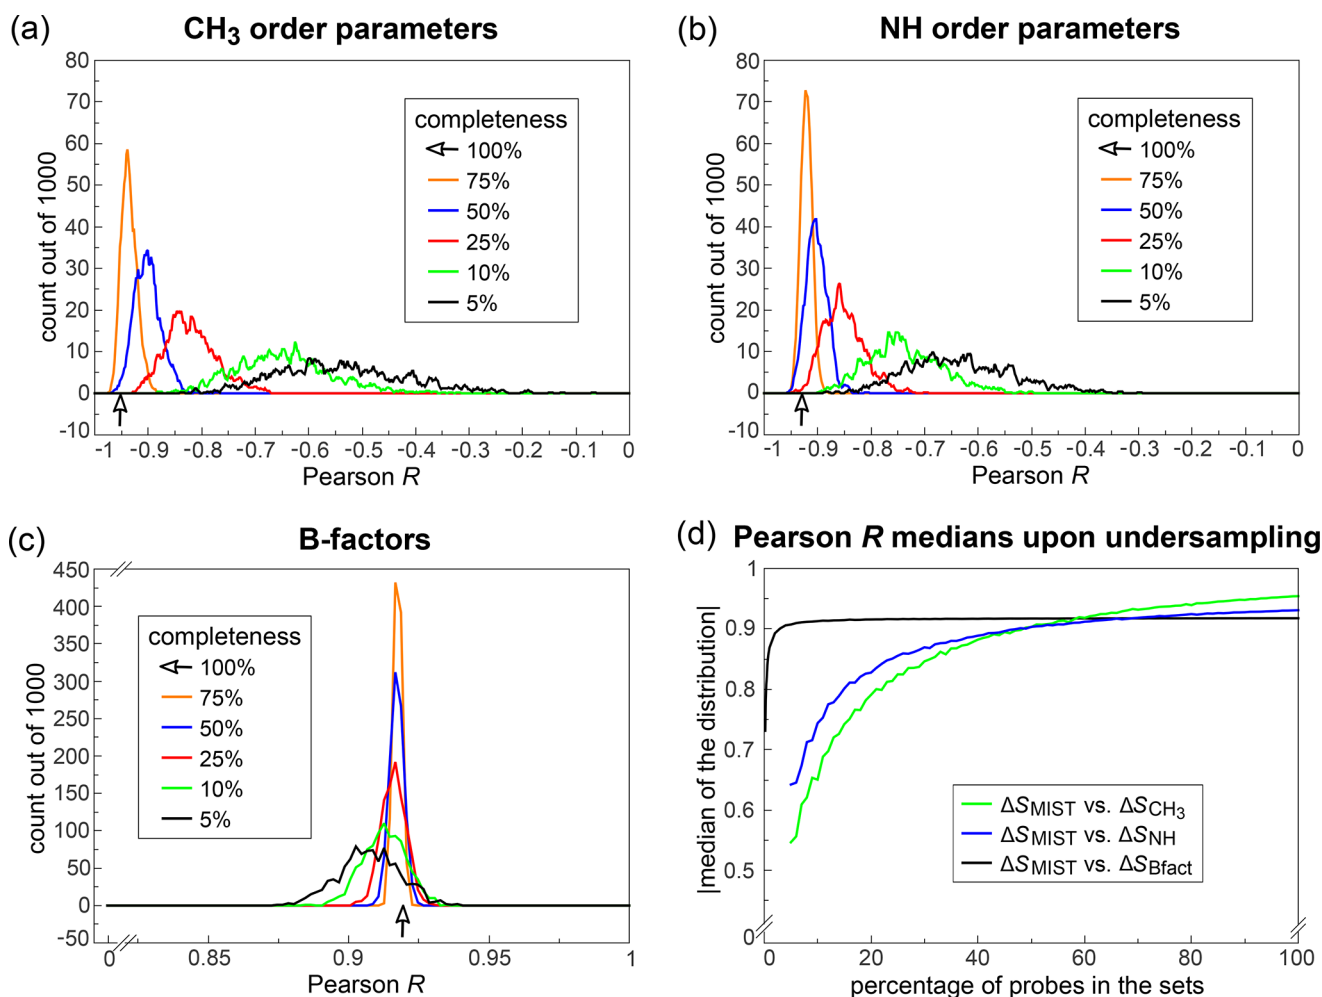 (a) CH3 order parameters
80
70
60
50
40
30
20
10
0
-10
count out of 1000
completeness
100%
75%
50%
25%
10%
5%
-1 -0.9 -0.8 -0.7 -0.6 -0.5 -0.4 -0.3 -0.2 -0.1 0
Pearson R
(b) NH order parameters
80
70
60
50
40
30
20
10
0
-10
count out of 1000
completeness
100%
75%
50%
25%
10%
5%
-1 -0.9 -0.8 -0.7 -0.6 -0.5 -0.4 -0.3 -0.2 -0.1 0
Pearson R
(c) B-factors
450
400
350
300
250
200
150
100
50
0
-50
count out of 1000
completeness
100%
75%
50%
25%
10%
5%
0 0.85 0.9 0.95 1
Pearson R
(d) Pearson R medians upon undersampling
1
0.9
0.8
0.7
0.6
0.5
0
|median of the distribution|
ΔSMIST vs. ΔSCH3
ΔSMIST vs. ΔSNH
ΔSMIST vs. ΔSBfact
0 20 40 60 80 100
percentage of probes in the sets